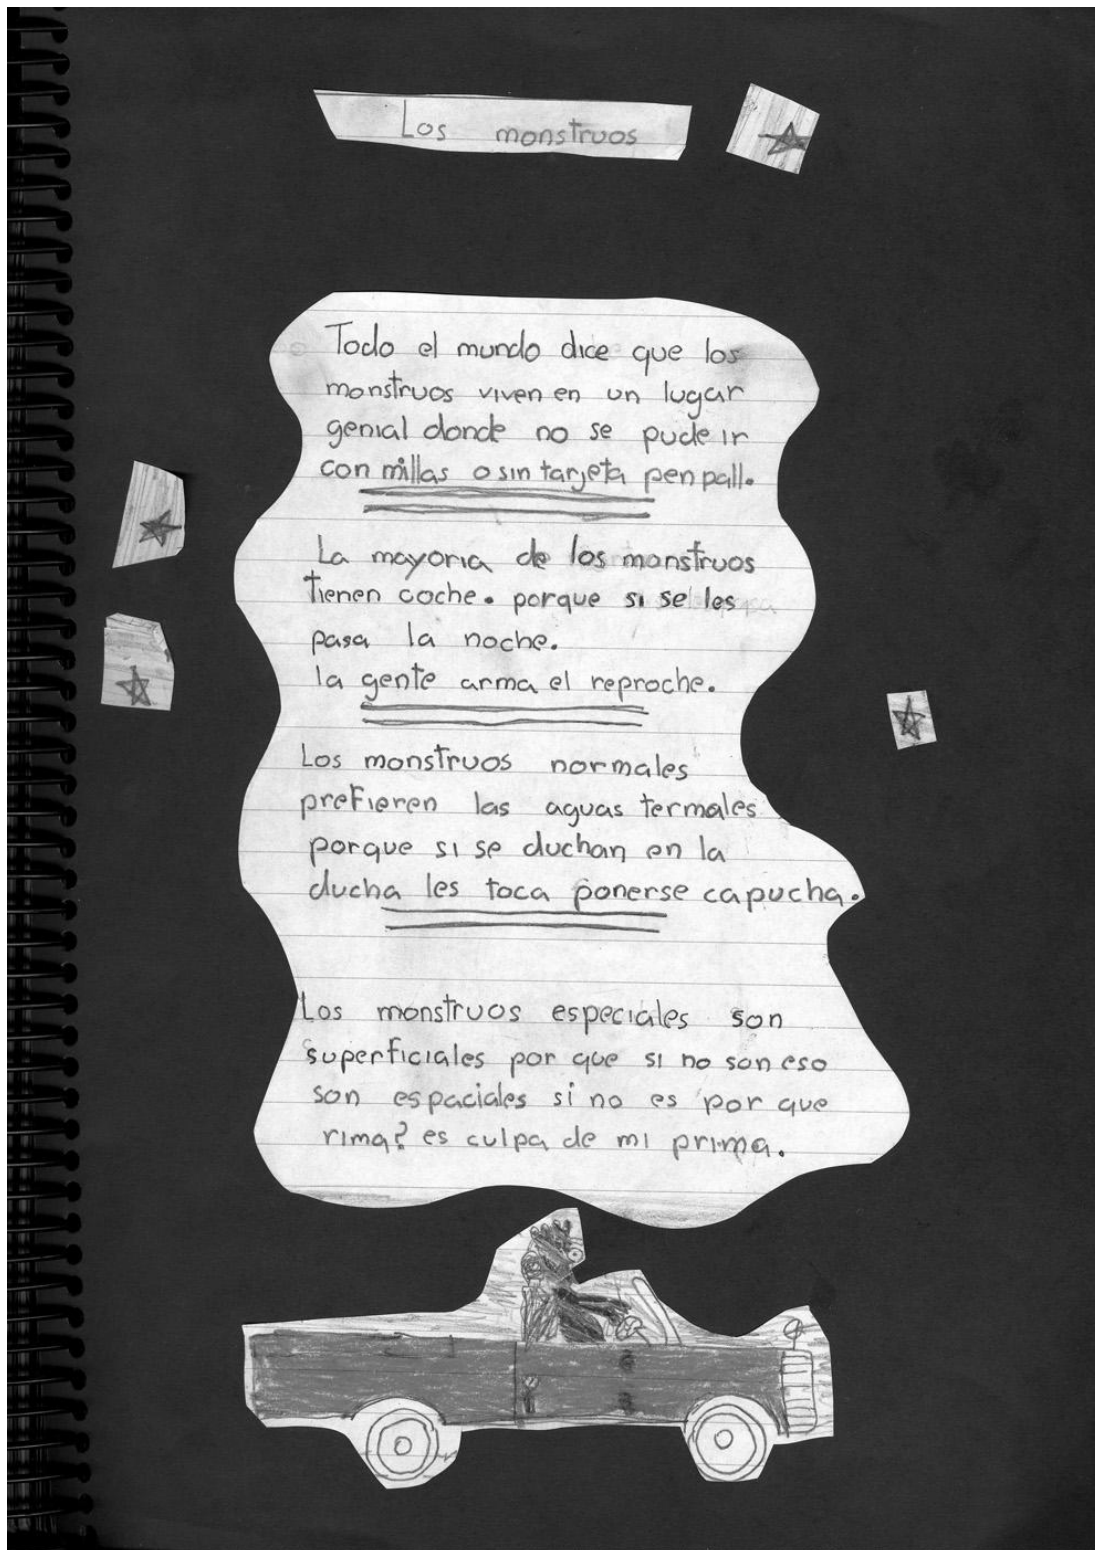 Los monstruos
Todo el mundo dice que los
monstruos viven en un lugar
genial donde no se pude ir
con millas o sin tarjeta pen pall.
La mayoria de los monstruos
tienen coche. porque si se les
pasa la noche.
la gente arma el reproche.
Los monstruos normales
prefieren las aguas termales
porque si se duchan en la
ducha les toca ponerse capucha.
Los monstruos especiales son
superficiales por que si no son eso
son espaciales si no es por que
rima? es culpa de mi prima.